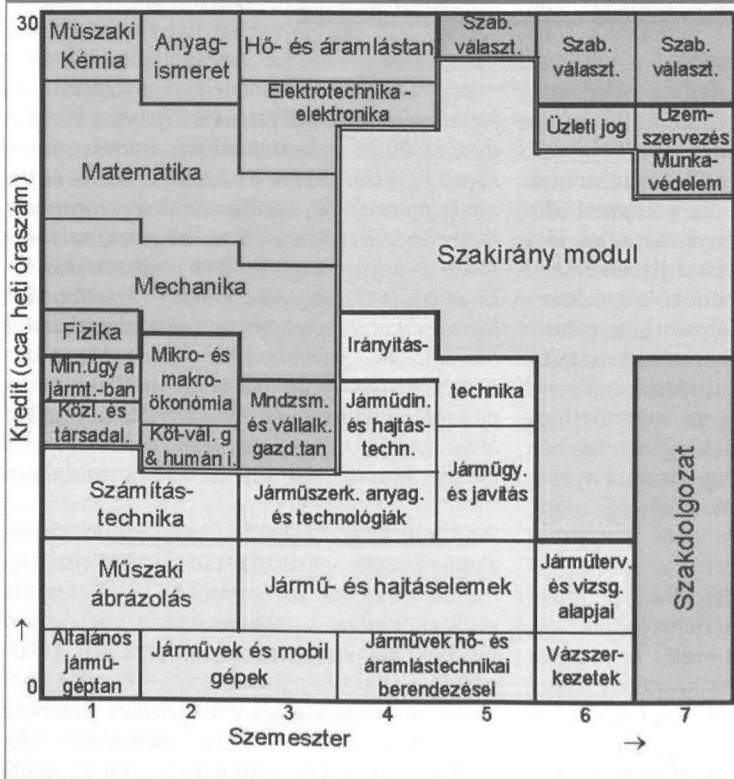 30
Műszaki
Kémia
Anyag-
ismeret
Hő- és áramlástan
Szab.
választ.
Szab.
választ.
Szab.
választ.
Elektrotechnika -
elektronika
Üzleti jog
Üzem-
szervezés
Munka-
védelem
Matematika
Szakirány modul
Mechanika
Fizika
Min.ügy a
jármt.-ban
Közl. és
társadal.
Mikro- és
makro-
ökonómia
Köt-vál. g
& humán i.
Mndzsm.
és vállalk.
gazd.tan.
Irányítás-
technika
Járműdin.
és hajtás-
techn.
Járműgy.
és javítás
Számítás-
technika
Járműszerk. anyag.
és technológiák
Műszaki
ábrázolás
Jármű- és hajtáselemek
Járműterv.
és vizsg.
alapjai
Szakdolgozat
Általános
jármű-
géptan
Járművek és mobil
gépek
Járművek hő- és
áramlástechnikai
berendezései
Vázszer-
kezetek
Kredit (cca. heti óraszám) →
0
1 2 3 4 5 6 7
Szemeszter →